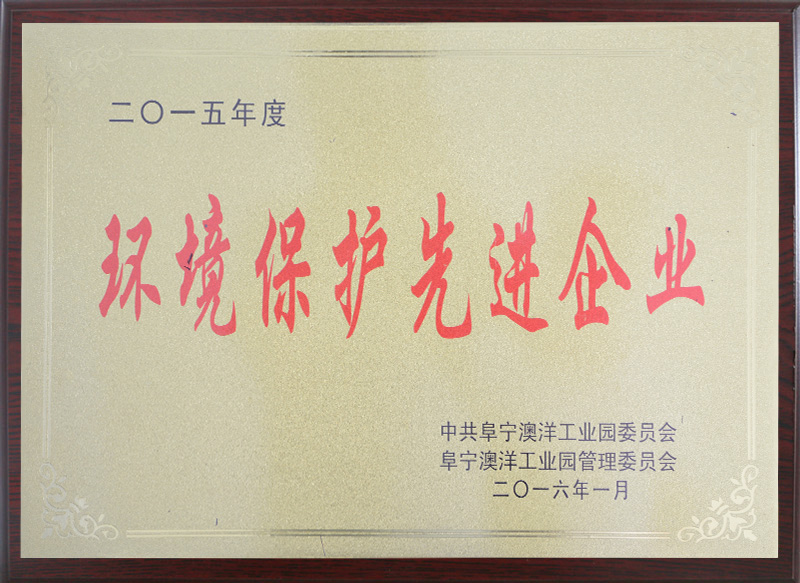 二〇一五年度
环境保护先进企业
中共阜宁澳洋工业园委员会
阜宁澳洋工业园管理委员会
二〇一六年一月